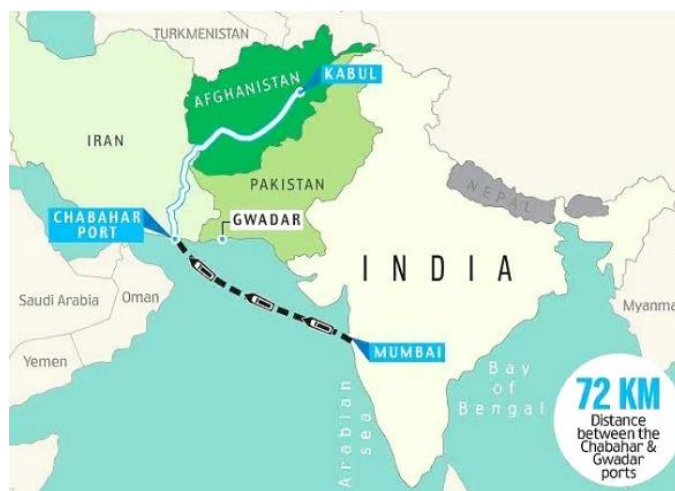 TURKMENISTAN
AFGHANISTAN
KABUL
IRAN
PAKISTAN
NEPAL
CHABAHAR
PORT
GWADAR
INDIA
Saudi Arabia
Oman
Myanma
MUMBAI
Yemen
Arabian
sea
Bay
of
Bengal
72 KM
Distance
between the
Chabahar &
Gwadar
ports